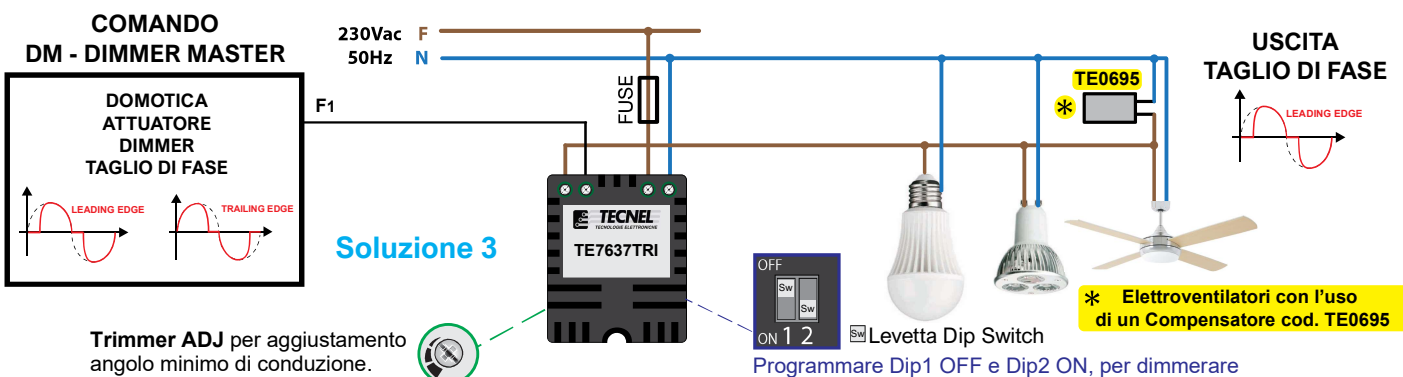 COMANDO
DM - DIMMER MASTER
DOMOTICA
ATTUATORE
DIMMER
TAGLIO DI FASE
LEADING EDGE
TRAILING EDGE
F1
230Vac F
50Hz N
FUSE
TECNEL
TECNOLOGIE ELETTRONICHE
TE7637TRI
Soluzione 3
Trimmer ADJ per aggiustamento
angolo minimo di conduzione.
OFF
Sw
Sw
ON 1 2
Sw Levetta Dip Switch
Programmare Dip1 OFF e Dip2 ON, per dimmerare
TE0695
*
USCITA
TAGLIO DI FASE
LEADING EDGE
* Elettroventilatori con l'uso
di un Compensatore cod. TE0695